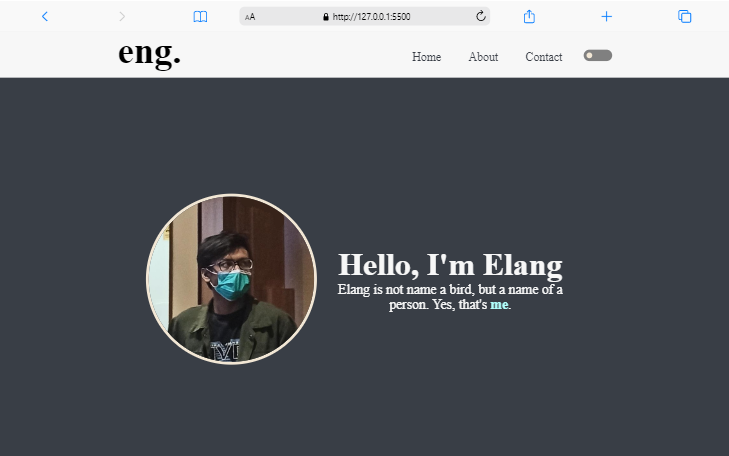 AA
http://127.0.0.1:5500
eng.
Home
About
Contact
Hello, I'm Elang
Elang is not name a bird, but a name of a
person. Yes, that's me.